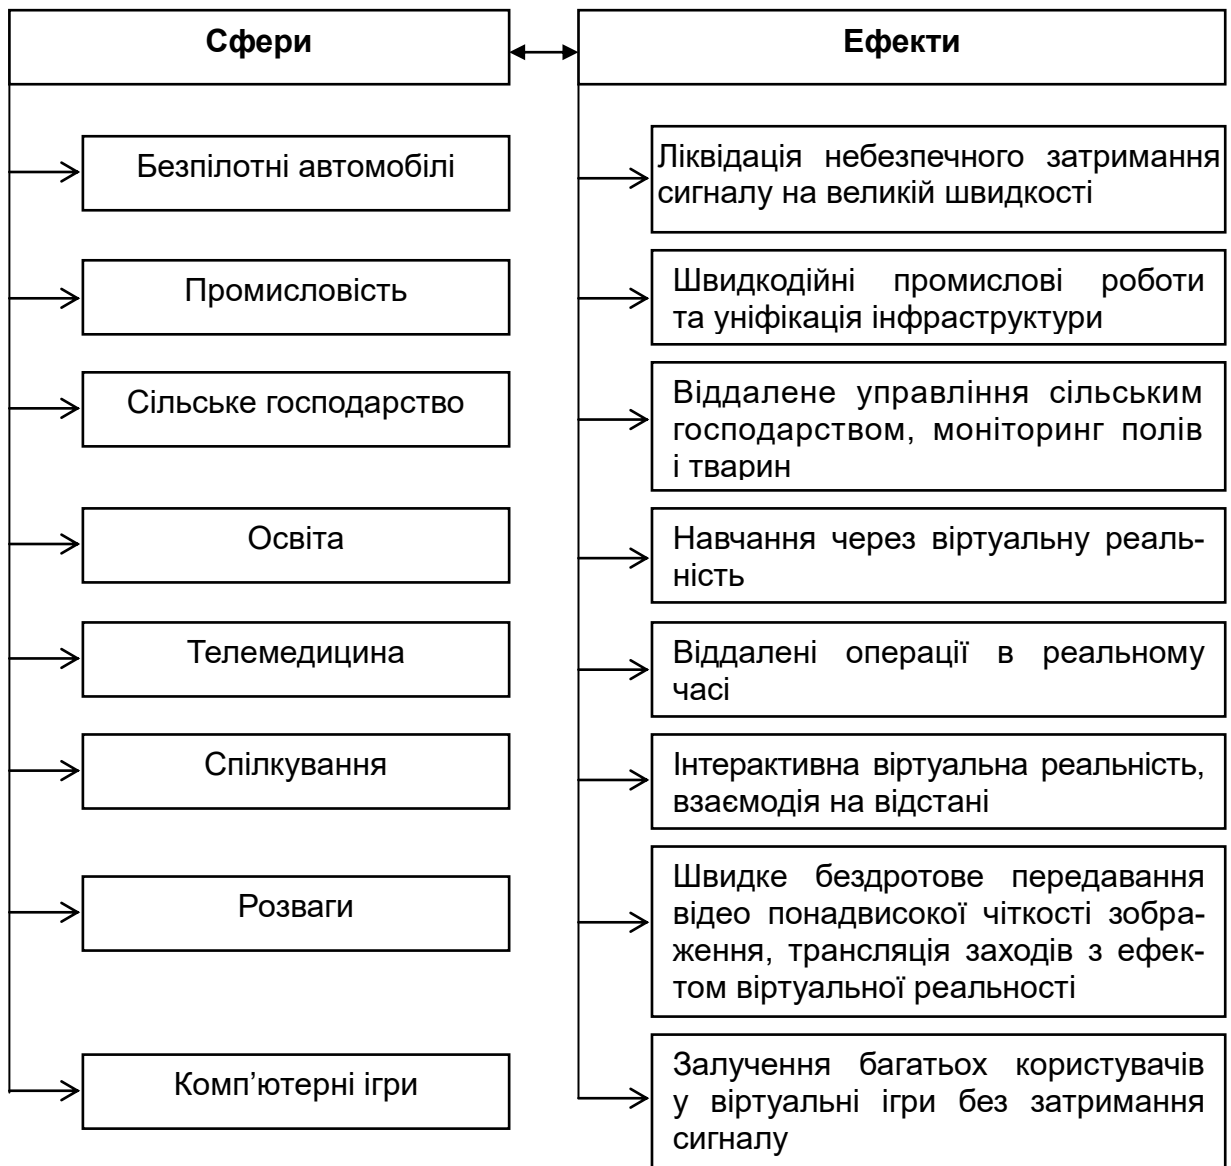 Сфери
Ефекти
Безпілотні автомобілі
Ліквідація небезпечного затримання
сигналу на великій швидкості
Промисловість
Швидкодійні промислові роботи
та уніфікація інфраструктури
Сільське господарство
Віддалене управління сільським
господарством, моніторинг полів
і тварин
Освіта
Навчання через віртуальну реаль-
ність
Телемедицина
Віддалені операції в реальному
часі
Спілкування
Інтерактивна віртуальна реальність,
взаємодія на відстані
Розваги
Швидке бездротове передавання
відео понадвисокої чіткості зобра-
ження, трансляція заходів з ефек-
том віртуальної реальності
Комп’ютерні ігри
Залучення багатьох користувачів
у віртуальні ігри без затримання
сигналу